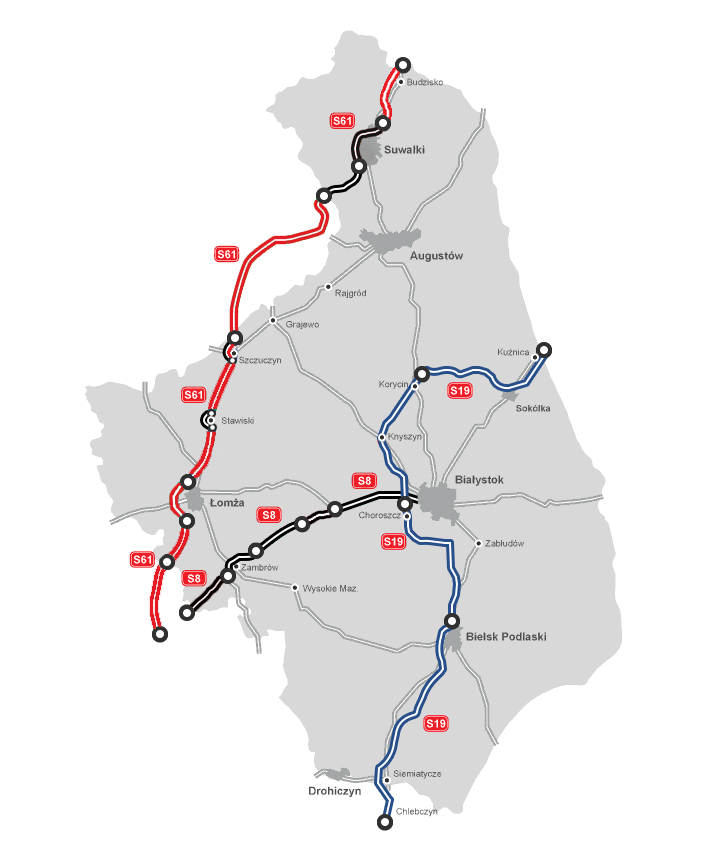 Budzisko
S61
Suwałki
S61
Augustów
Rajgród
Grajewo
Kuźnica
Szczuczyn
Korycin
S19
S61
Sokólka
Stawiski
Knyszyn
Białystok
S8
Łomża
S8
Choroszcz
S19
Zabłudów
S61
Zambrów
S8
Wysokie Maz.
Bielsk Podlaski
S19
Siemiatycze
Drohiczyn
Chlebczyn